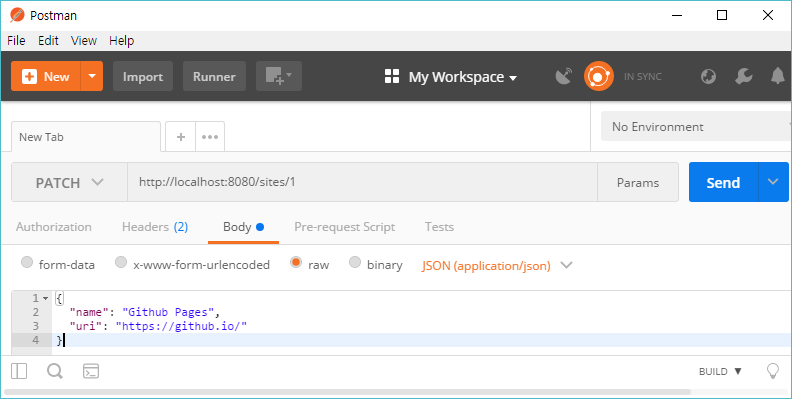 Postman
File Edit View Help
New Import Runner My Workspace IN SYNC
New Tab + ••• No Environment
PATCH http://localhost:8080/sites/1 Params Send
Authorization Headers (2) Body Pre-request Script Tests
form-data x-www-form-urlencoded raw binary JSON (application/json)
1 {
2 "name": "Github Pages",
3 "uri": "https://github.io/"
4 }
BUILD